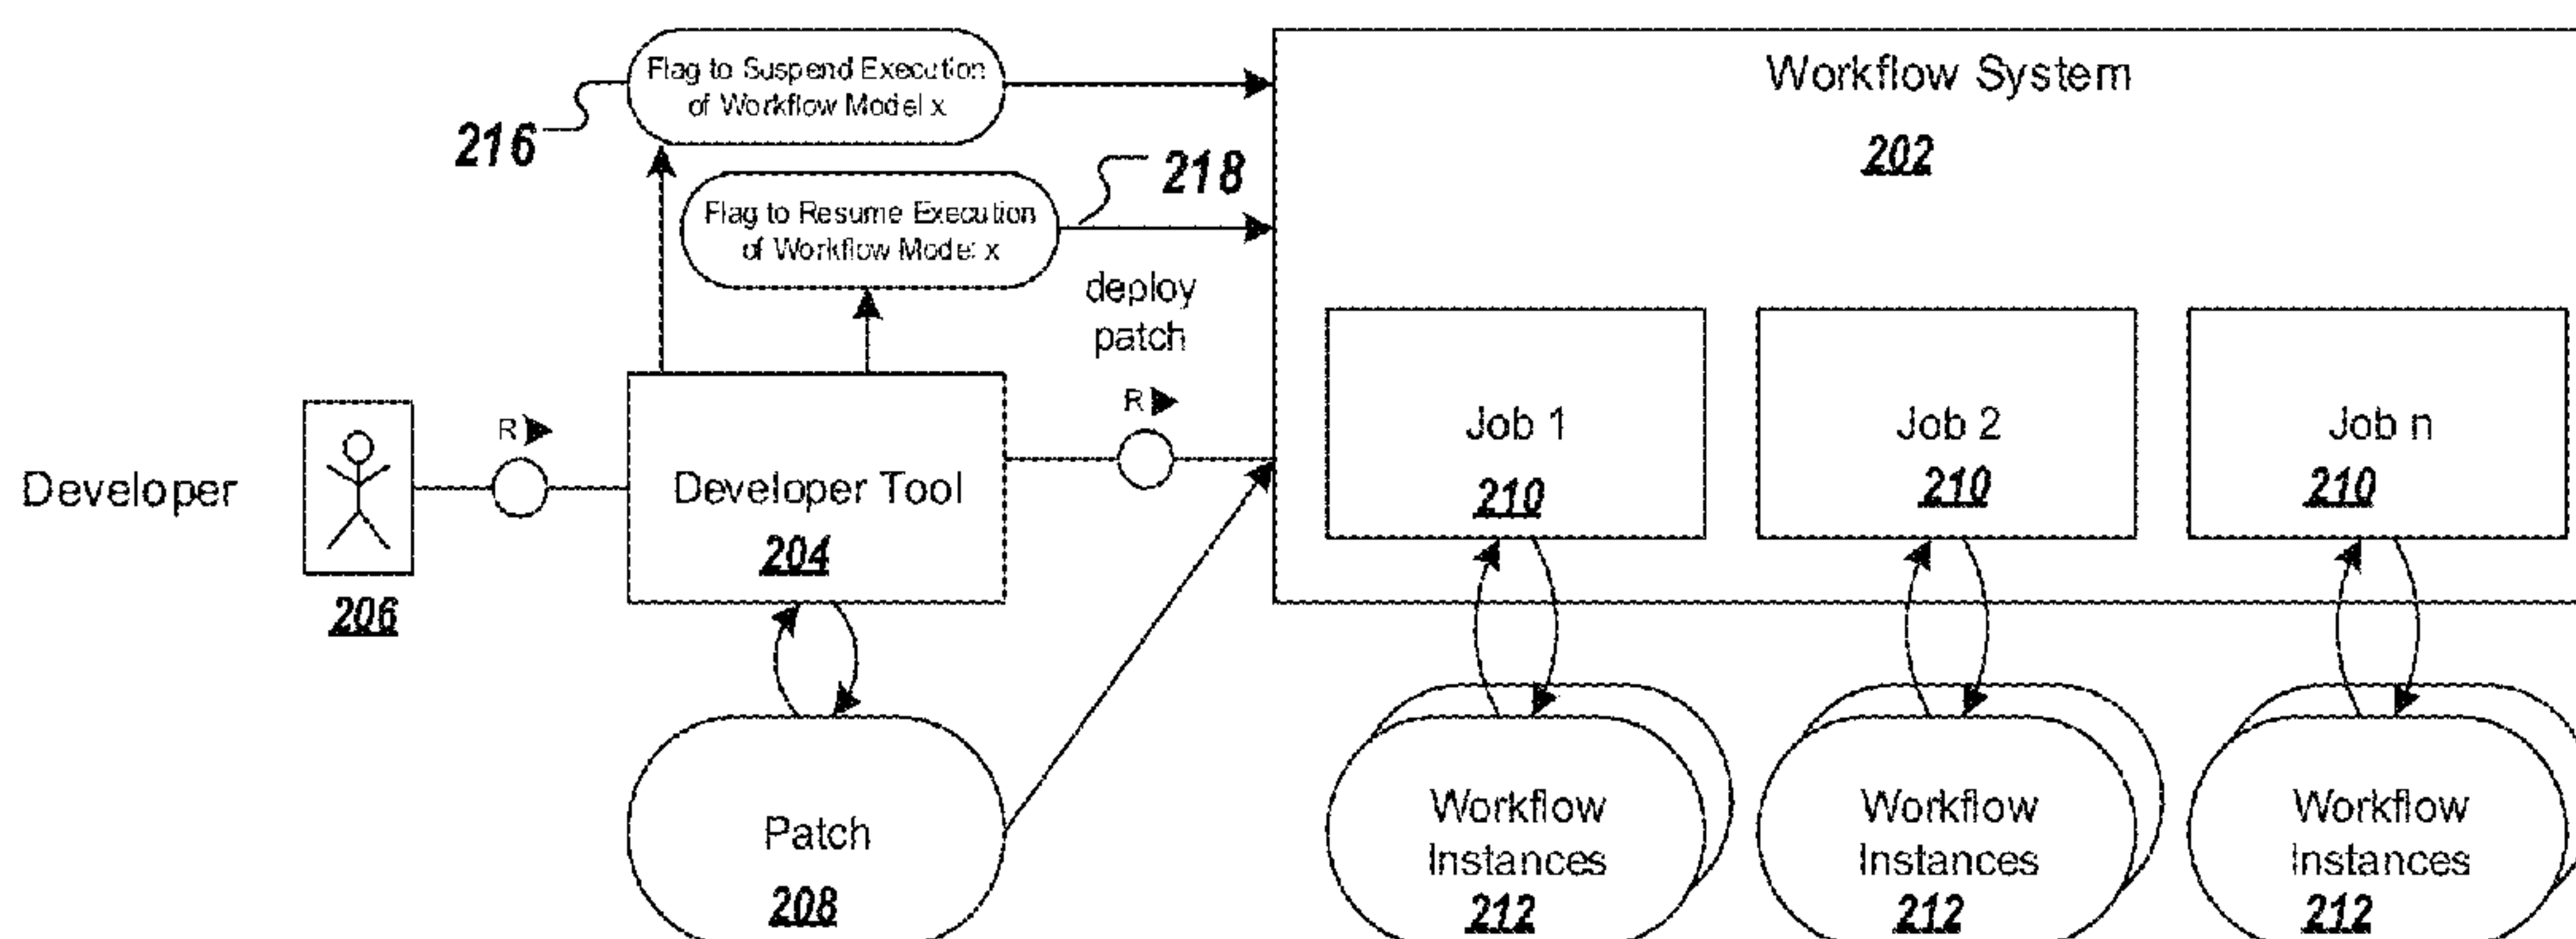 Flag to Suspend Execution
of Workflow Model x
216
Workflow System
202
218
Flag to Resume Execution
of Workflow Model x
deploy
patch
R
R
Developer
206
Developer Tool
204
Job 1
210
Job 2
210
Job n
210
Patch
208
Workflow
Instances
212
Workflow
Instances
212
Workflow
Instances
212